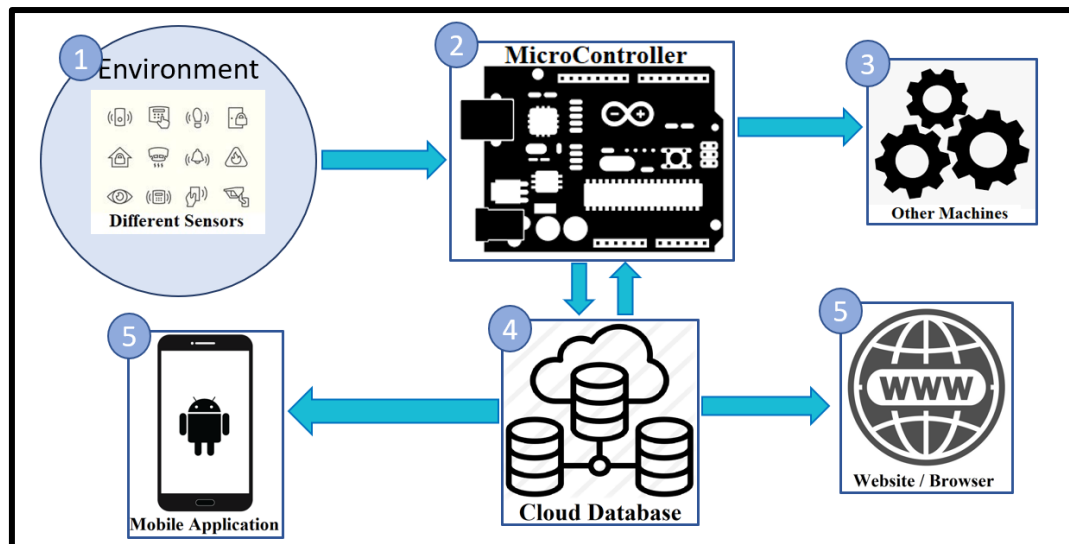 1
Environment
Different Sensors
2
MicroController
3
Other Machines
5
Mobile Application
4
Cloud Database
5
WWW
Website / Browser